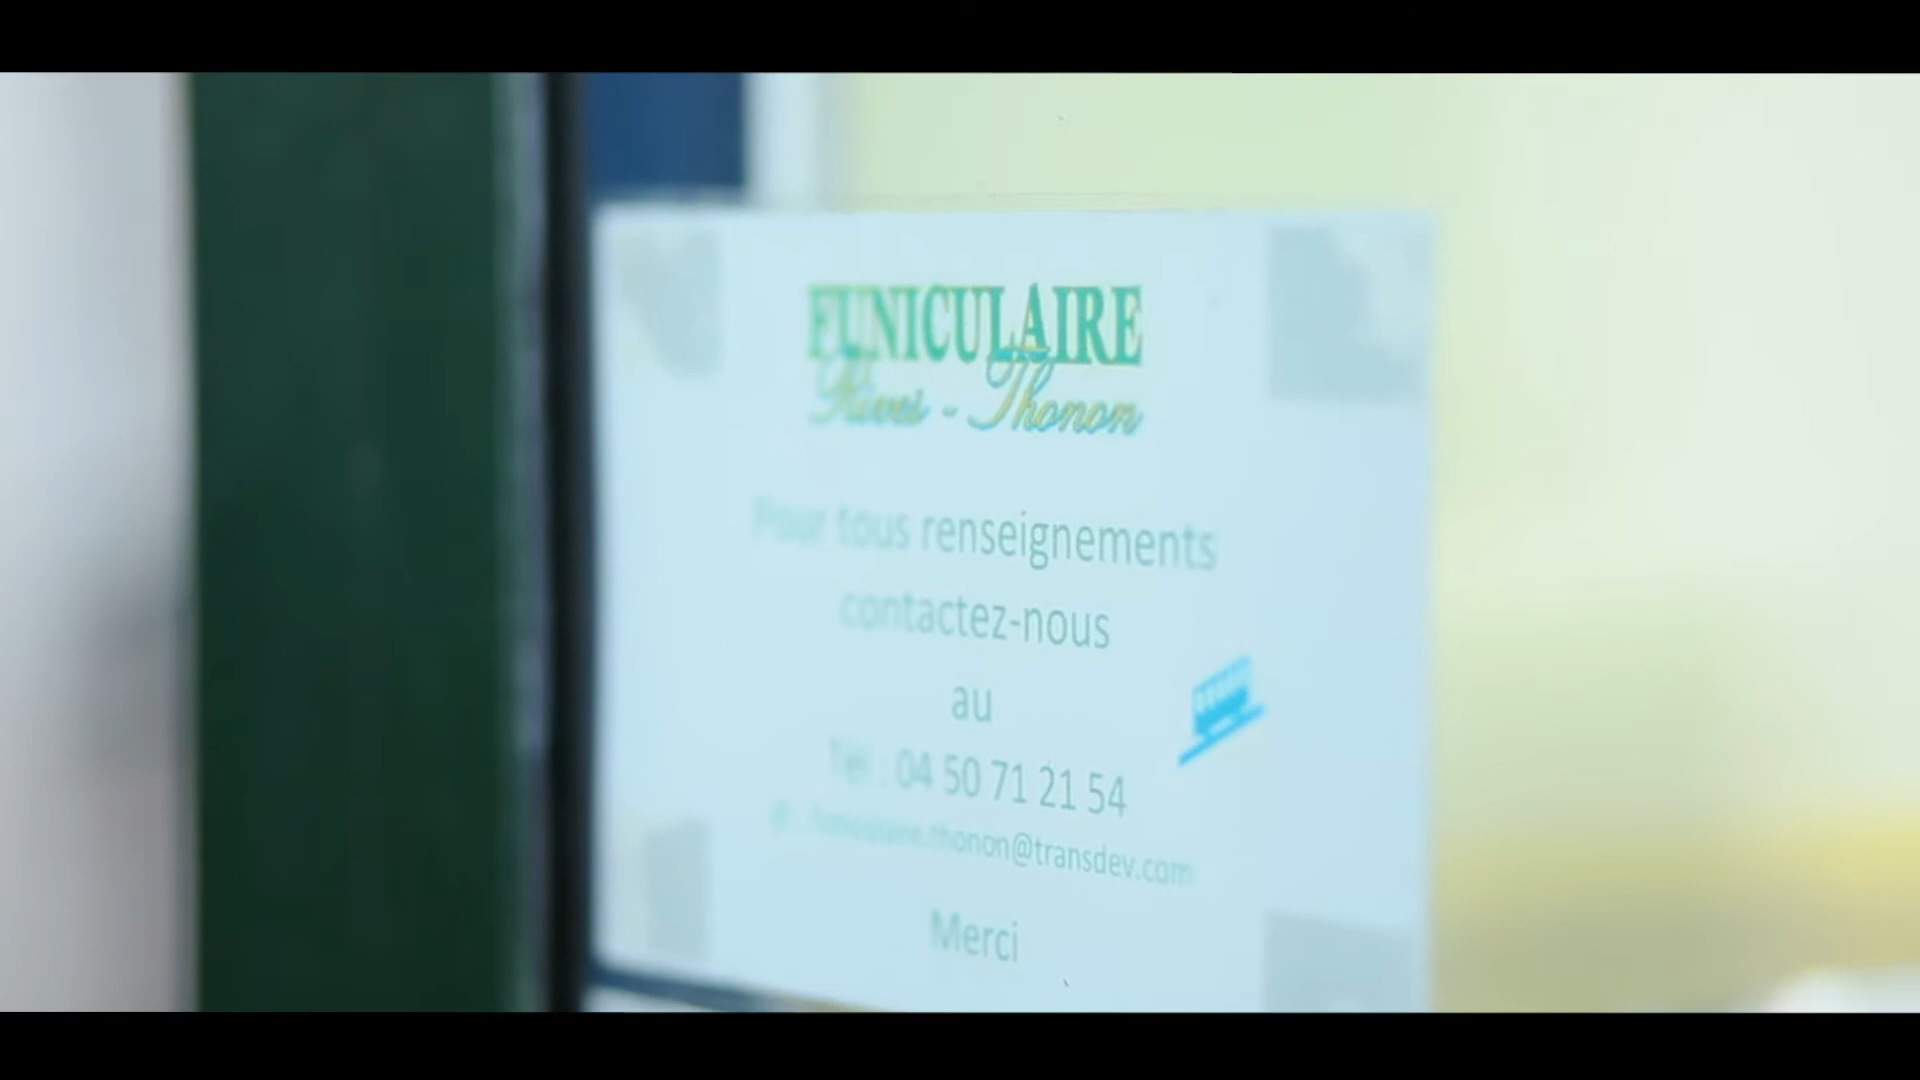 FUNICULAIRE
Rives - Thonon
Pour tous renseignements
contactez-nous
au
Tél : 04 50 71 21 54
@ : funiculaire.thonon@transdev.com
Merci